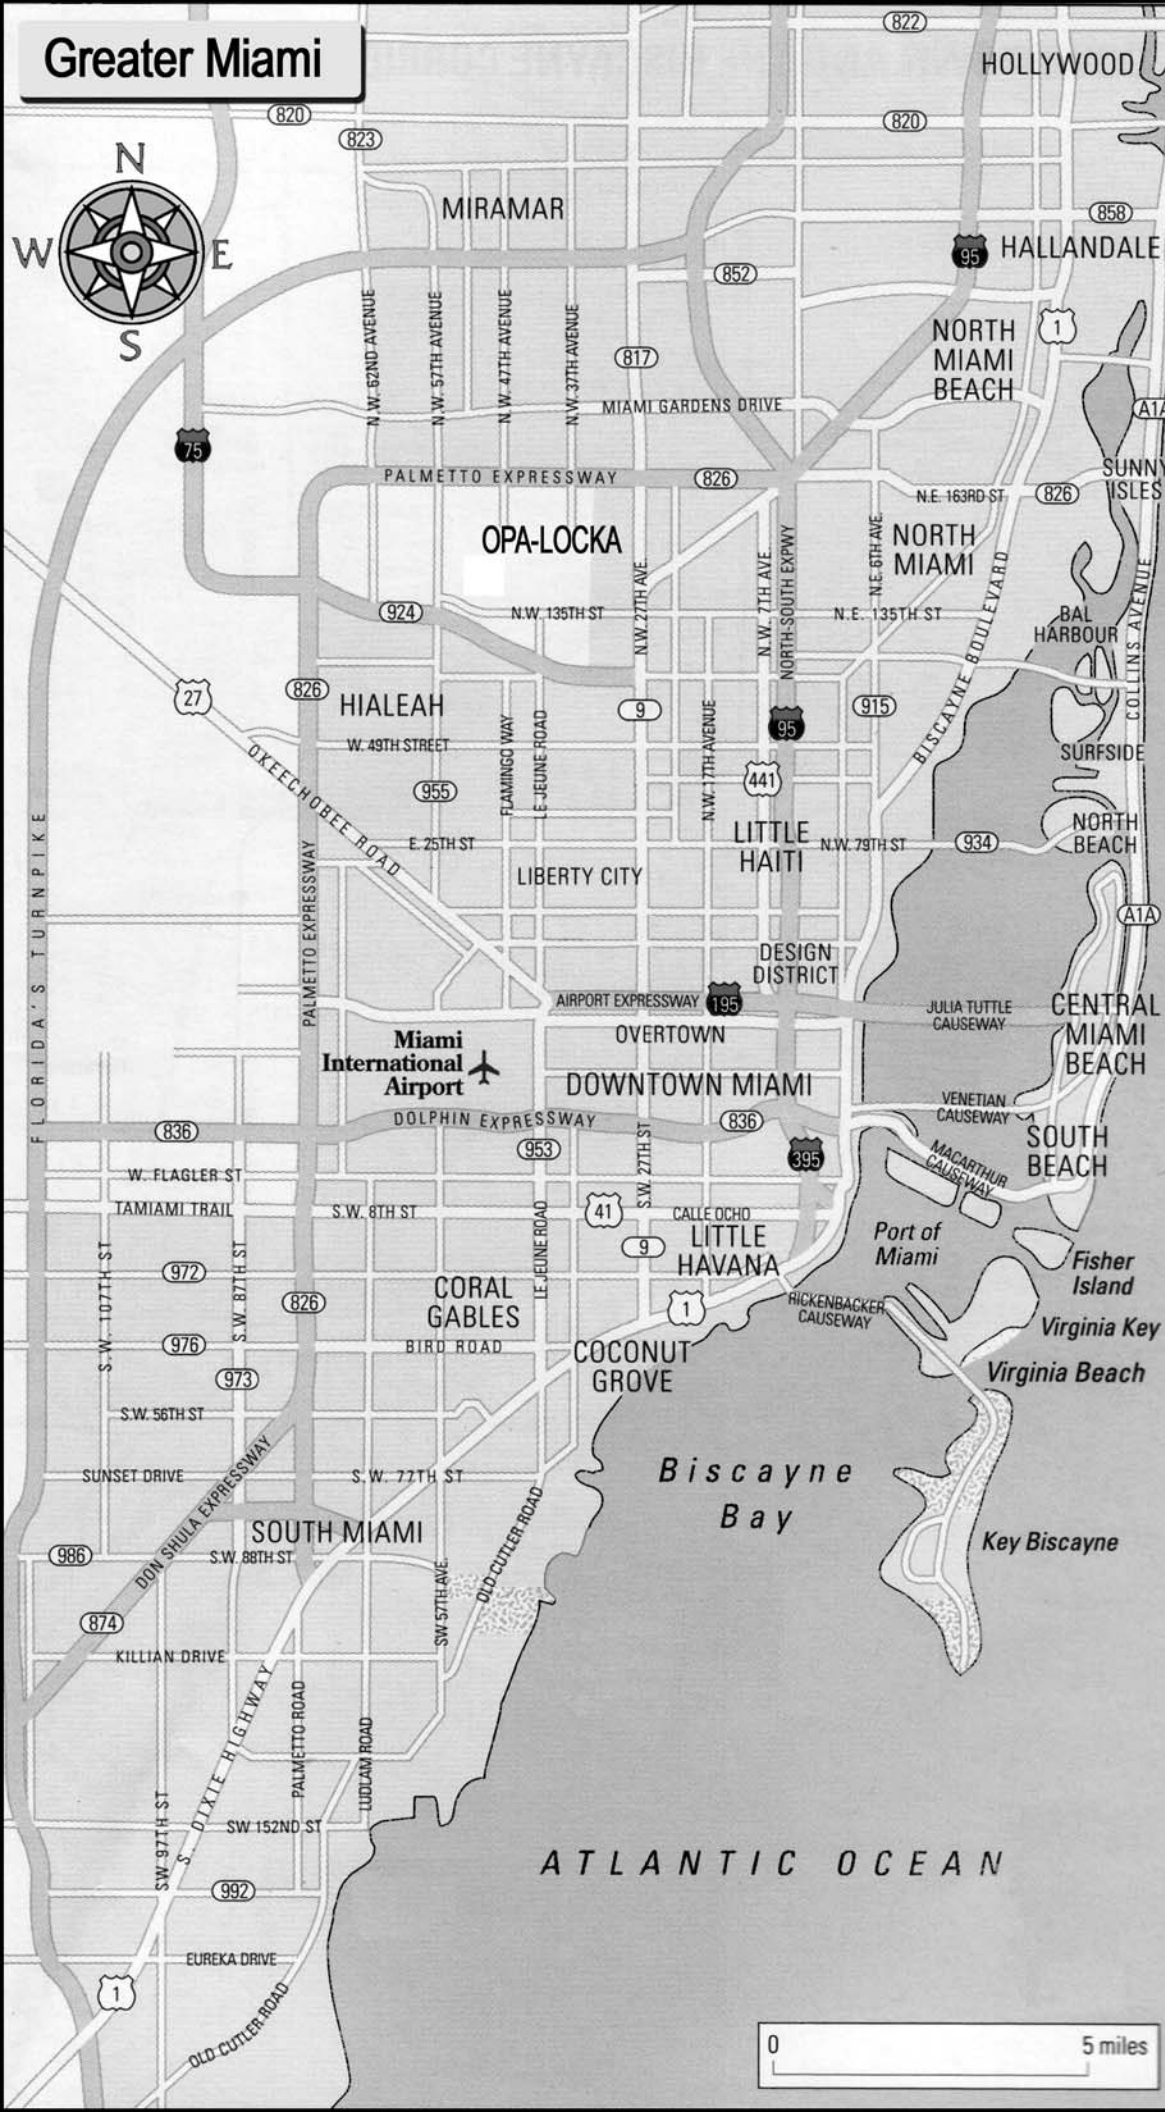 Greater Miami
822
HOLLYWOOD
820
823
820
N
W
E
S
MIRAMAR
858
95
HALLANDALE
852
N.W. 62ND AVENUE
N.W. 57TH AVENUE
N.W. 47TH AVENUE
N.W. 37TH AVENUE
817
NORTH
MIAMI
BEACH
1
MIAMI GARDENS DRIVE
A1A
75
PALMETTO EXPRESSWAY
826
N.E. 163RD ST
826
SUNNY
ISLES
OPA-LOCKA
NORTH
MIAMI
N.W. 27TH AVE.
N.W. 7TH AVE.
NORTH-SOUTH EXPWY
N.E. 6TH AVE.
924
N.W. 135TH ST
N.E. 135TH ST
BISCAYNE BOULEVARD
BAL
HARBOUR
COLLINS AVENUE
27
826
HIALEAH
9
915
95
W. 49TH STREET
FLAMINGO WAY
LE JEUNE ROAD
N.W. 17TH AVENUE
SURFSIDE
OKEECHOBEE ROAD
955
441
E. 25TH ST
LITTLE
HAITI
N.W. 79TH ST
934
NORTH
BEACH
LIBERTY CITY
FLORIDA'S TURNPIKE
PALMETTO EXPRESSWAY
A1A
DESIGN
DISTRICT
AIRPORT EXPRESSWAY
195
JULIA TUTTLE
CAUSEWAY
CENTRAL
MIAMI
BEACH
OVERTOWN
Miami
International
Airport
DOWNTOWN MIAMI
VENETIAN
CAUSEWAY
836
DOLPHIN EXPRESSWAY
836
SOUTH
BEACH
953
S.W. 27TH ST
395
MACARTHUR
CAUSEWAY
W. FLAGLER ST
TAMIAMI TRAIL
S.W. 8TH ST
LE JEUNE ROAD
41
CALLE OCHO
9
LITTLE
HAVANA
Port of
Miami
Fisher
Island
S.W. 107TH ST
972
S.W. 87TH ST
826
CORAL
GABLES
1
RICKENBACKER
CAUSEWAY
Virginia Key
976
BIRD ROAD
COCONUT
GROVE
Virginia Beach
973
S.W. 56TH ST
SUNSET DRIVE
S.W. 77TH ST
Biscayne
Bay
DON SHULA EXPRESSWAY
SOUTH MIAMI
OLD CUTLER ROAD
Key Biscayne
986
S.W. 88TH ST
SW 57TH AVE.
874
KILLIAN DRIVE
S. DIXIE HIGHWAY
PALMETTO ROAD
LUDLAM ROAD
SW 97TH ST
SW 152ND ST
ATLANTIC OCEAN
992
EUREKA DRIVE
1
OLD CUTLER ROAD
0
5 miles